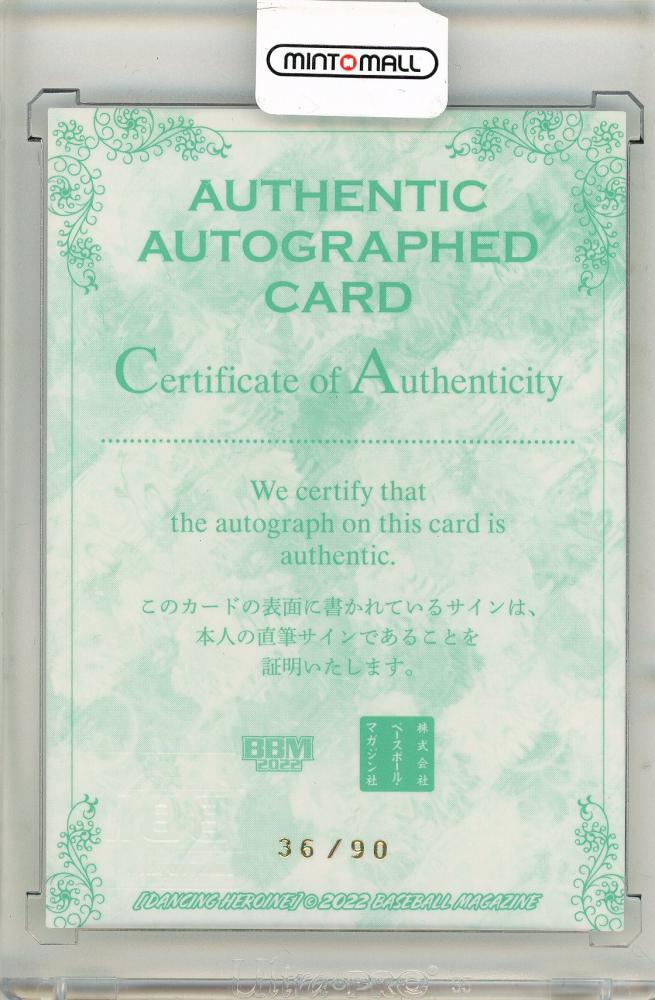 MINTOMALL
AUTHENTIC
AUTOGRAPHED
CARD
Certificate of Authenticity
We certify that
the autograph on this card is
authentic.
このカードの表面に書かれているサインは、
本人の直筆サインであることを
証明いたします。
BBM
2022
株式会社
ベースボール・
マガジン社
36/90
[DANCING HEROINE] © 2022 BASEBALL MAGAZINE
Ultra·PRO®